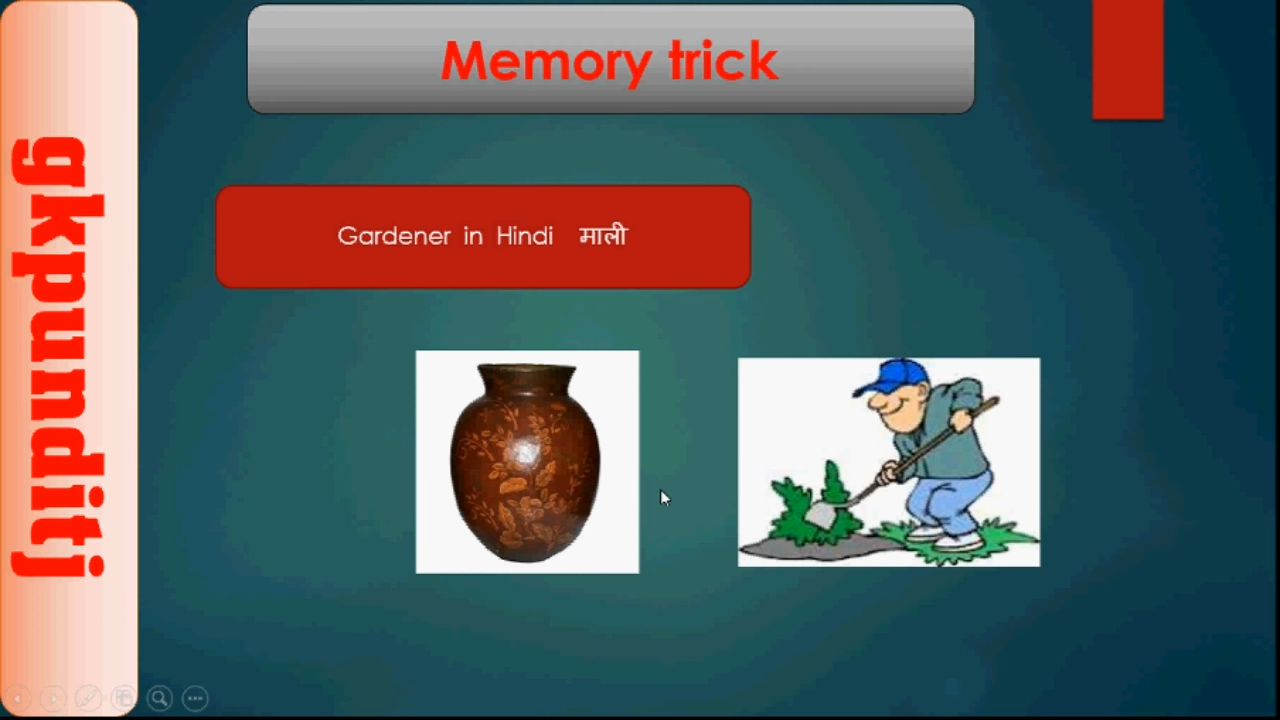 Memory trick
gkpunditj
Gardener in Hindi माली